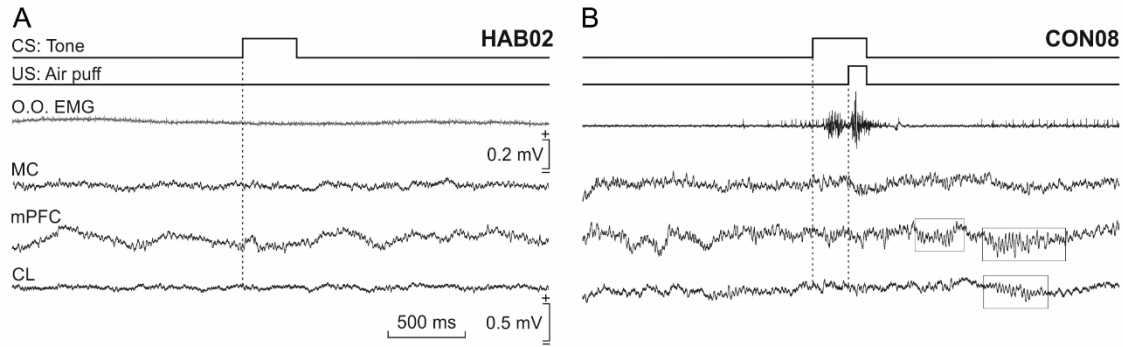 A
HAB02
CS: Tone
US: Air puff
O.O. EMG
+
0.2 mV
=
MC
mPFC
CL
+
500 ms
0.5 mV
=
B
CON08